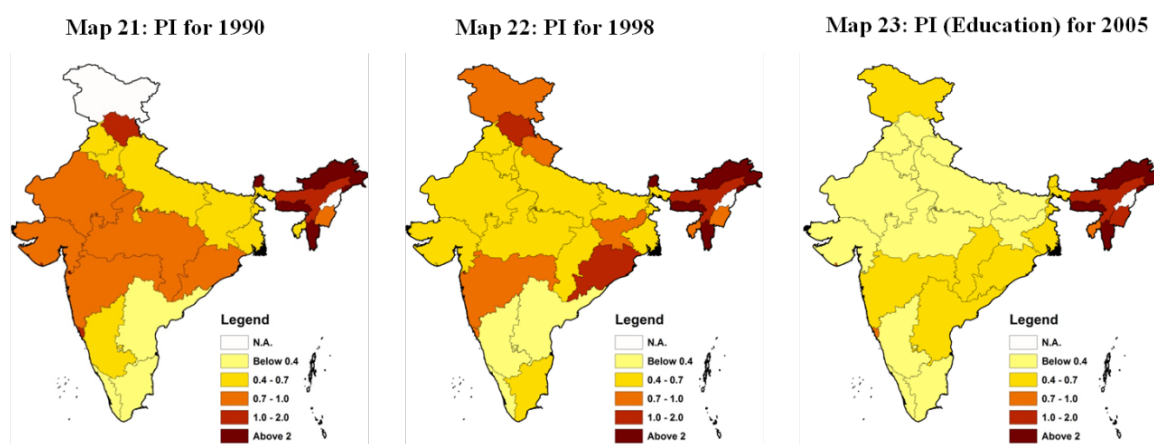 Map 21: PI for 1990
Map 22: PI for 1998
Map 23: PI (Education) for 2005
Legend
N.A.
Below 0.4
0.4 - 0.7
0.7 - 1.0
1.0 - 2.0
Above 2
Legend
N.A.
Below 0.4
0.4 - 0.7
0.7 - 1.0
1.0 - 2.0
Above 2
Legend
N.A.
Below 0.4
0.4 - 0.7
0.7 - 1.0
1.0 - 2.0
Above 2